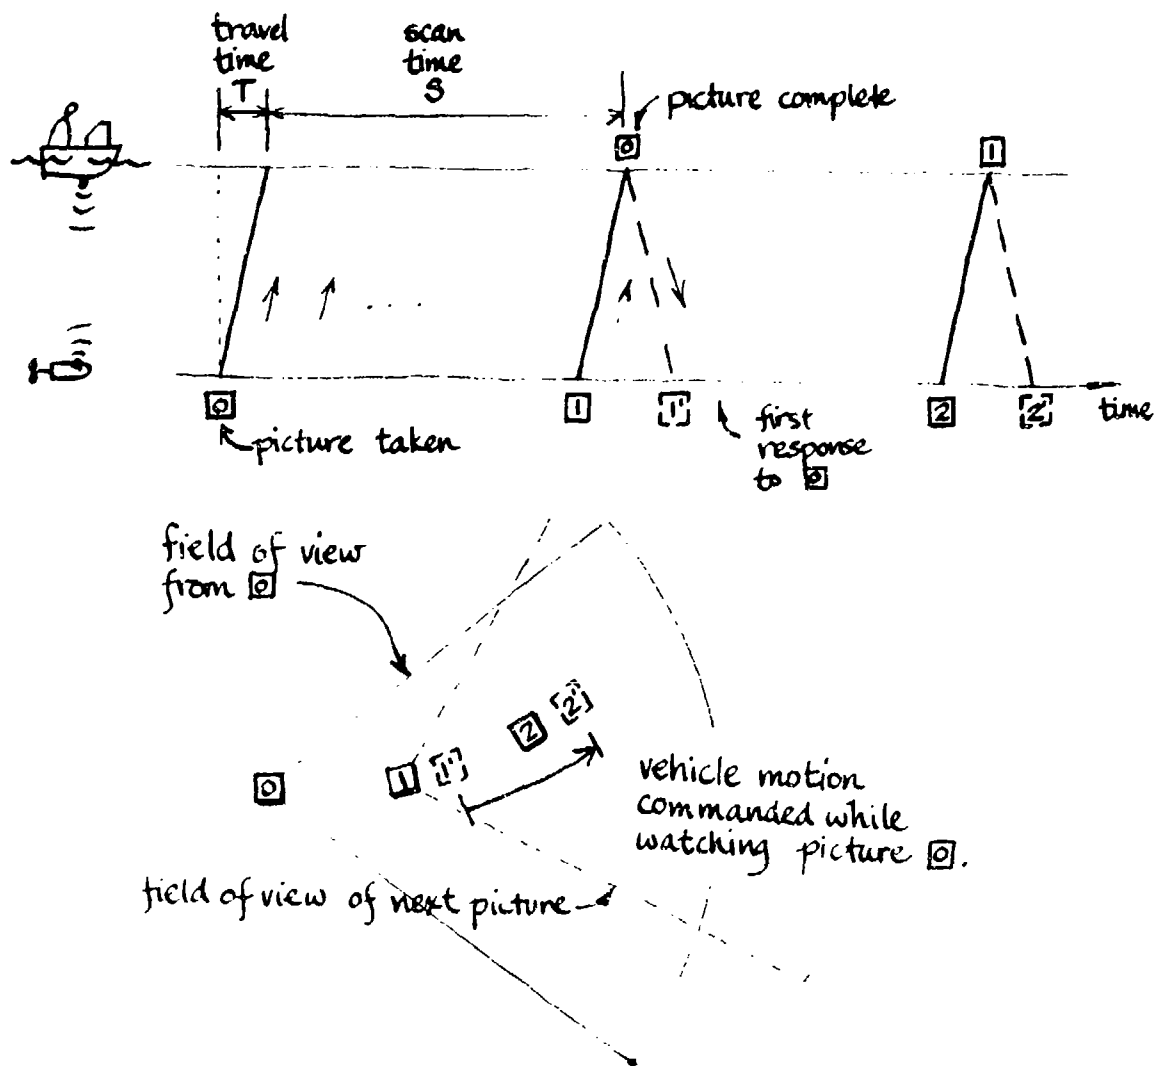 travel
time
T
scan
time
S
picture complete
0
1
0
picture taken
1
1'
first
response
to 0
2
2'
time
field of view
from 0
0
1
1'
2
2'
vehicle motion
commanded while
watching picture 0.
field of view of next picture